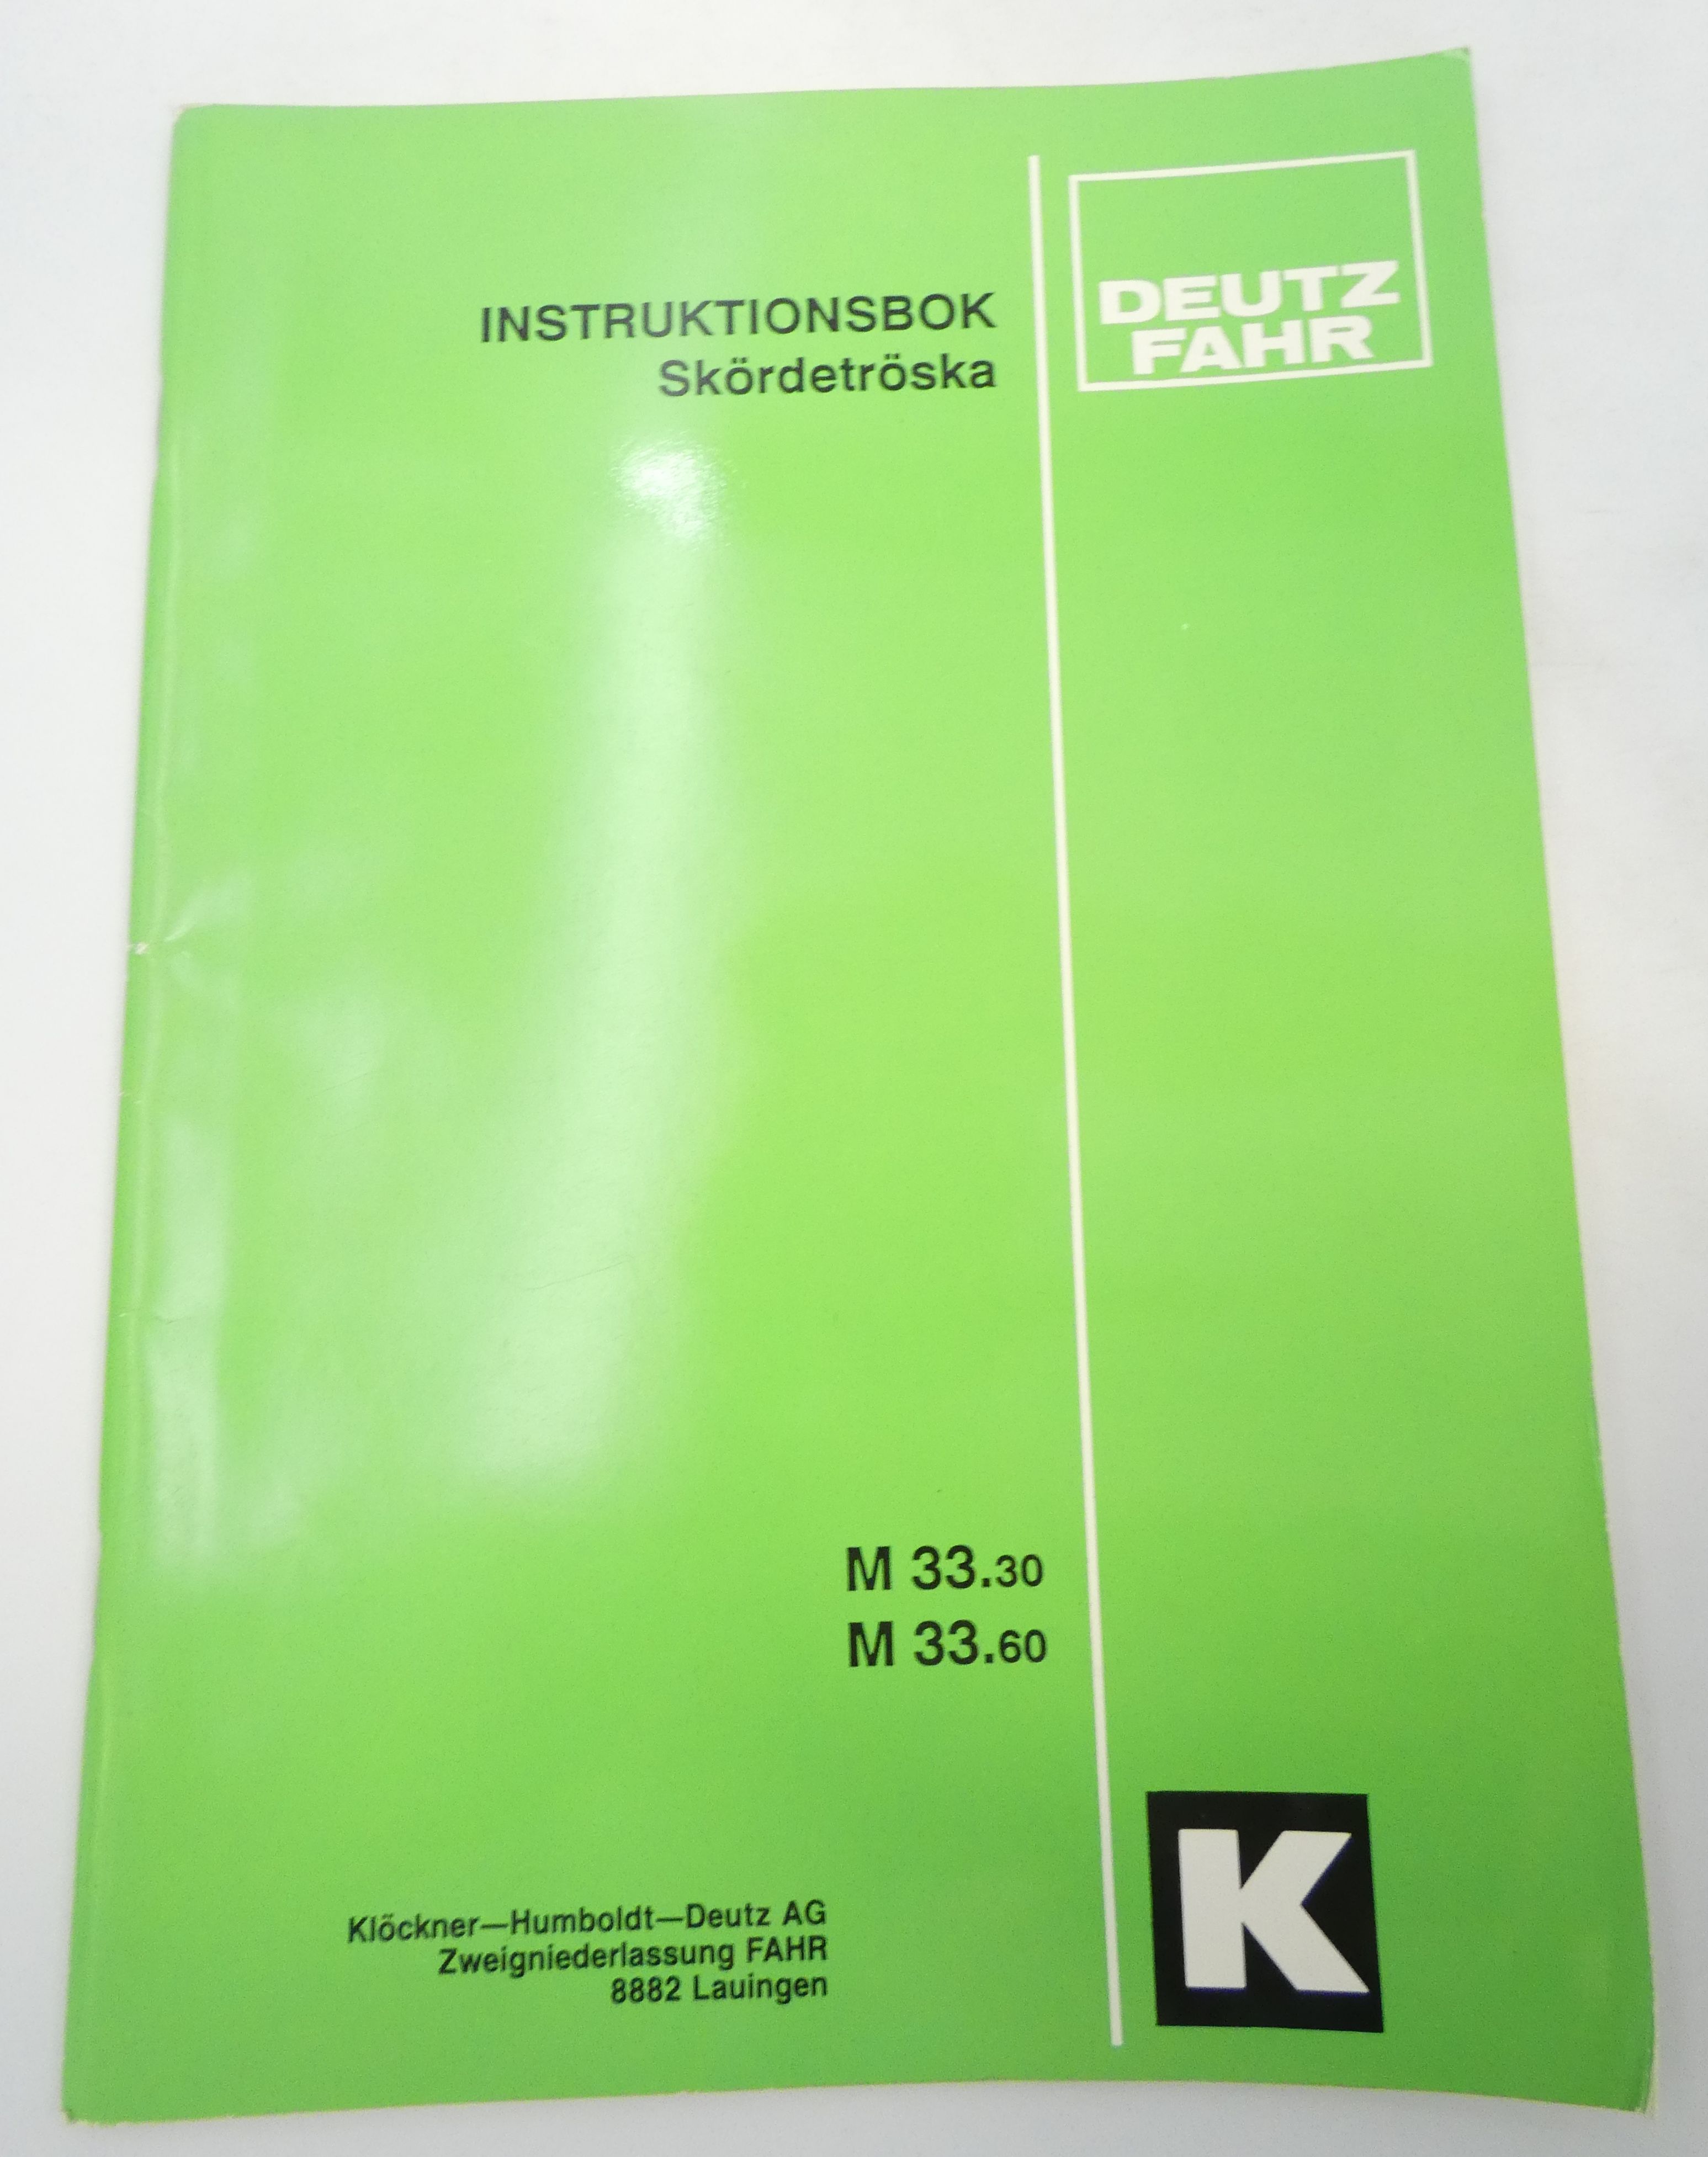 INSTRUKTIONSBOK
Skördetröska
DEUTZ
FAHR
M 33.30
M 33.60
Klöckner—Humboldt—Deutz AG
Zweigniederlassung FAHR
8882 Lauingen
K